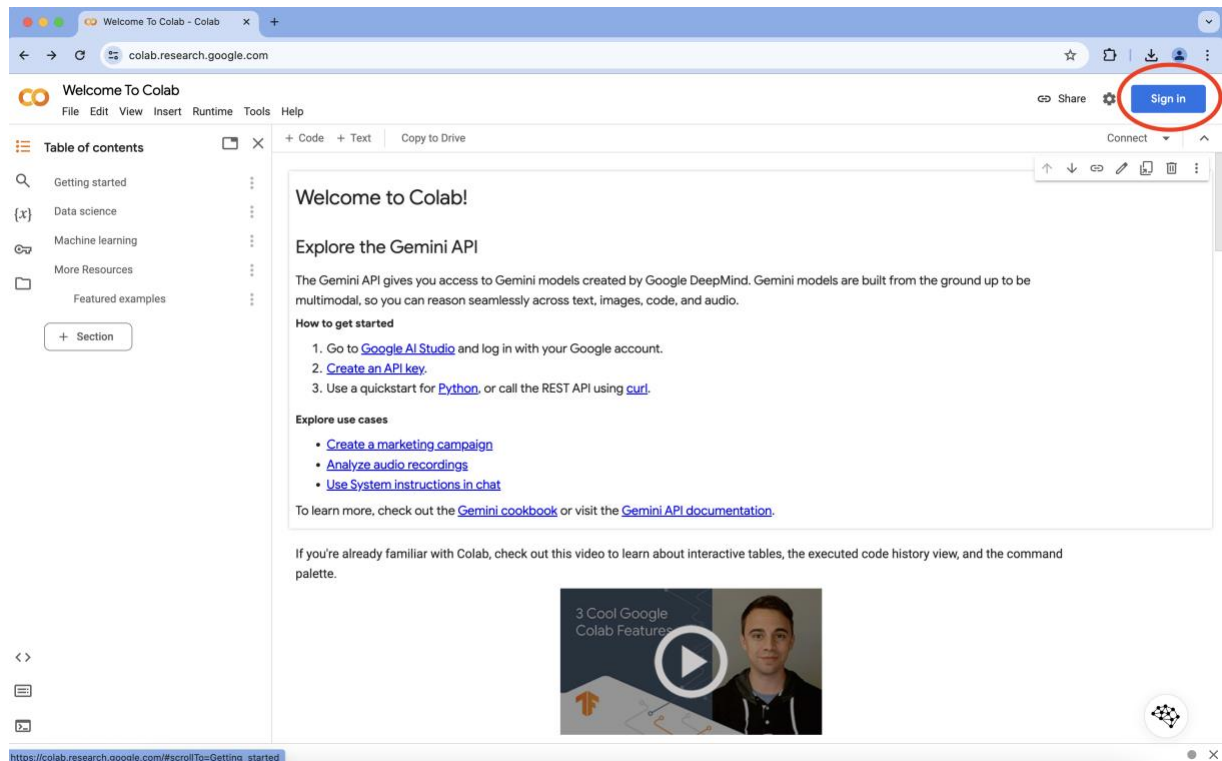 Welcome To Colab - Colab
colab.research.google.com
Welcome To Colab
File Edit View Insert Runtime Tools Help
Share
Sign in
Table of contents
+ Code + Text Copy to Drive
Connect
Getting started
Data science
Machine learning
More Resources
Featured examples
+ Section
{x}
Welcome to Colab!
Explore the Gemini API
The Gemini API gives you access to Gemini models created by Google DeepMind. Gemini models are built from the ground up to be
multimodal, so you can reason seamlessly across text, images, code, and audio.
How to get started
1. Go to Google AI Studio and log in with your Google account.
2. Create an API key.
3. Use a quickstart for Python, or call the REST API using curl.
Explore use cases
• Create a marketing campaign
• Analyze audio recordings
• Use System instructions in chat
To learn more, check out the Gemini cookbook or visit the Gemini API documentation.
If you're already familiar with Colab, check out this video to learn about interactive tables, the executed code history view, and the command
palette.
3 Cool Google
Colab Features
https://colab.research.google.com/#scrollTo=Getting_started